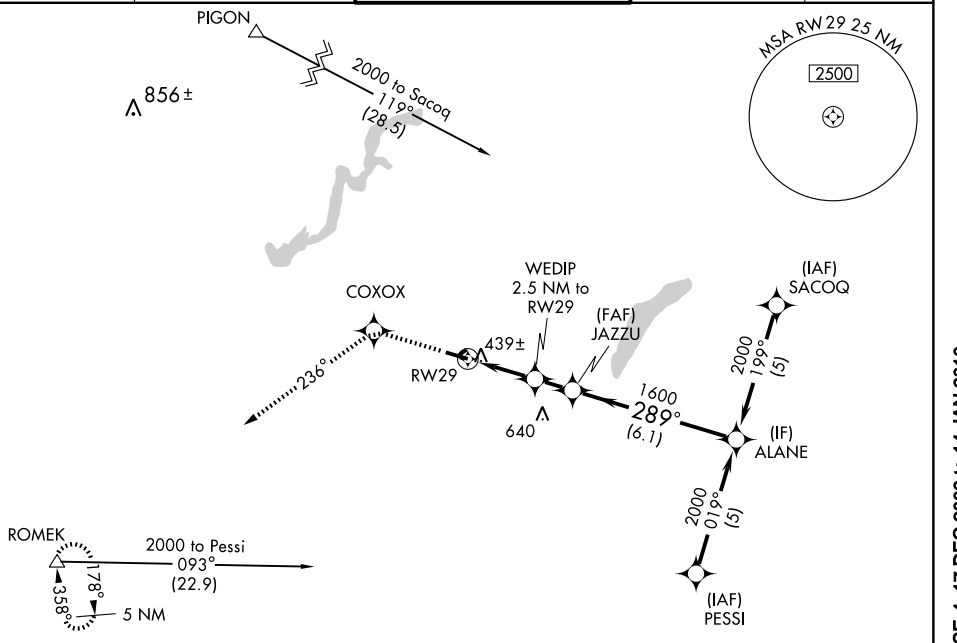 PIGON
2000 to Sacoq
119°
(28.5)
856±
MSA RW29 25 NM
2500
COXOX
WEDIP
2.5 NM to
RW29
(FAF)
JAZZU
(IAF)
SACOQ
439±
RW29
236°
640
1600
289°
(6.1)
2000
199°
(5)
(IF)
ALANE
2000
019°
(5)
(IAF)
PESSI
ROMEK
2000 to Pessi
093°
(22.9)
178°
358°
5 NM